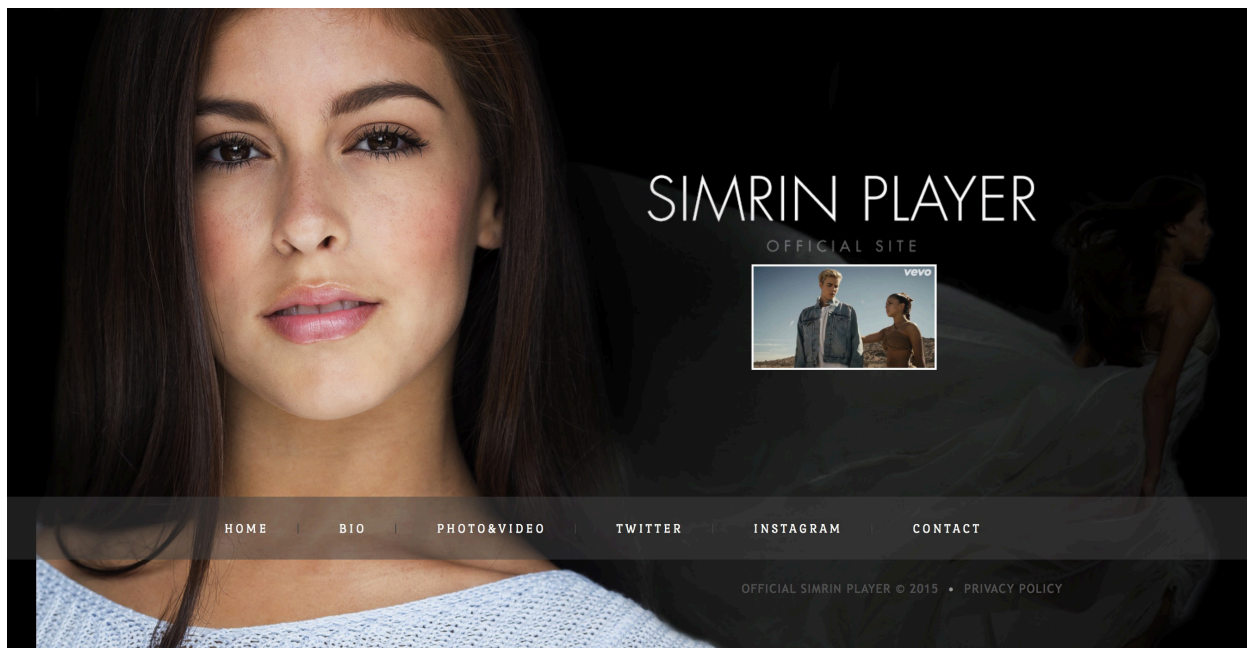 SIMRIN PLAYER
OFFICIAL SITE
vevo
HOME | BIO | PHOTO&VIDEO | TWITTER | INSTAGRAM | CONTACT
OFFICIAL SIMRIN PLAYER © 2015 • PRIVACY POLICY